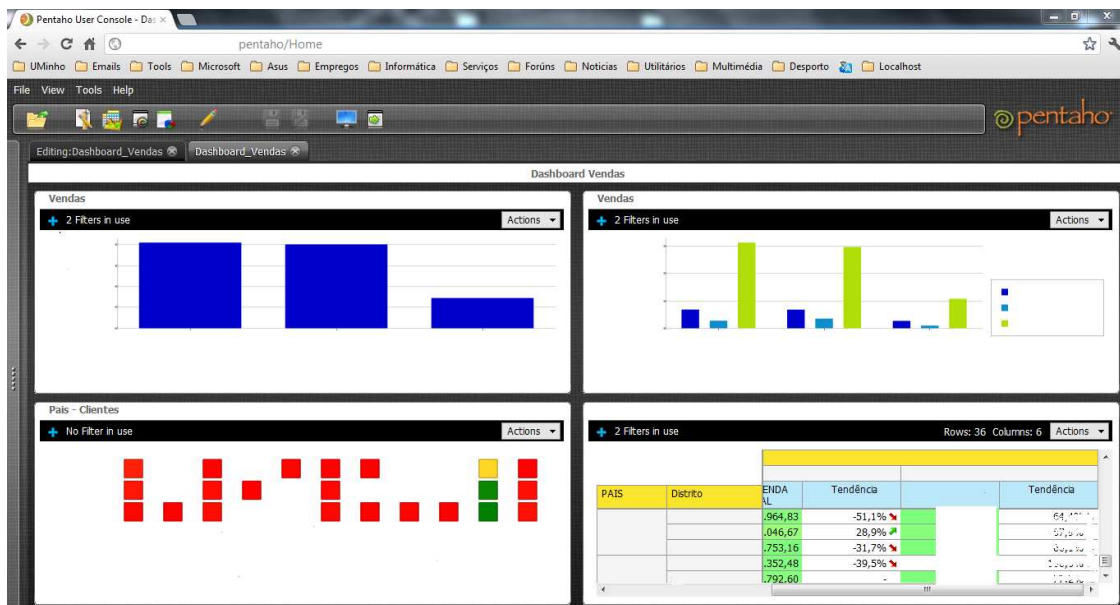 Pentaho User Console - Das
pentaho/Home
UMinho Emails Tools Microsoft Asus Empregos Informática Serviços Forúns Noticias Utilitários Multimédia Desporto Localhost
File View Tools Help
pentaho
Editing:Dashboard_Vendas Dashboard_Vendas
Dashboard Vendas
Vendas
2 Filters in use Actions
Vendas
2 Filters in use Actions
Pais - Clientes
No Filter in use Actions
2 Filters in use Rows: 36 Columns: 6 Actions
PAIS Distrito ENDA AL Tendência Tendência
.964,83 -51,1%
.046,67 28,9%
.753,16 -31,7%
.352,48 -39,5%
.792,60 -